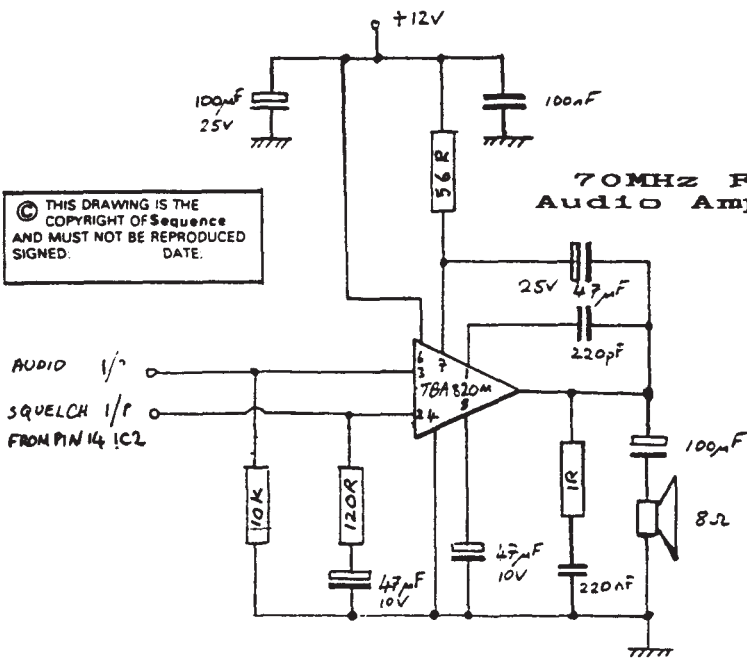 +12V
100µF
25V
100nF
56R
70MHz F
Audio Amp
© THIS DRAWING IS THE
COPYRIGHT OF Sequence
AND MUST NOT BE REPRODUCED
SIGNED. DATE.
25V 47µF
220pF
6
7
1
3
TBA820M
8
2
4
AUDIO I/P
SQUELCH I/P
FROM PIN 14 IC2
10K
120R
47µF
10V
47µF
10V
1R
220nF
100µF
8Ω